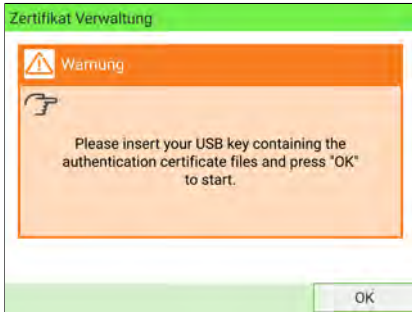 Zertifikat Verwaltung
Warnung
Please insert your USB key containing the
authentication certificate files and press "OK"
to start.
OK